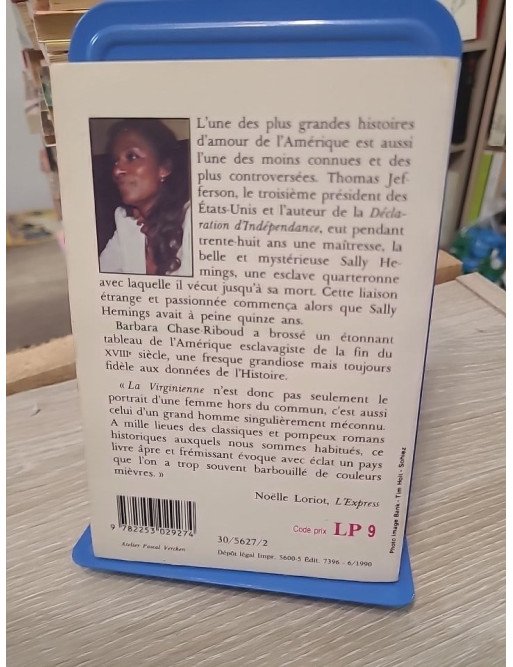 L'une des plus grandes histoires
d'amour de l'Amérique est aussi
l'une des moins connues et des
plus controversées. Thomas Jef-
ferson, le troisième président des
États-Unis et l'auteur de la Décla-
ration d'Indépendance, eut pendant
trente-huit ans une maîtresse, la
belle et mystérieuse Sally He-
mings, une esclave quarteronne
avec laquelle il vécut jusqu'à sa mort. Cette liaison
étrange et passionnée commença alors que Sally
Hemings avait à peine quinze ans.
Barbara Chase-Riboud a brossé un étonnant
tableau de l'Amérique esclavagiste de la fin du
XVIIIe siècle, une fresque grandiose mais toujours
fidèle aux données de l'Histoire.
« La Virginienne n'est donc pas seulement le
portrait d'une femme hors du commun, c'est aussi
celui d'un grand homme singulièrement méconnu.
A mille lieues des classiques et pompeux romans
historiques auxquels nous sommes habitués, ce
livre âpre et frémissant évoque avec éclat un pays
que l'on a trop souvent barbouillé de couleurs
mièvres. »
Noëlle Loriot, L'Express
9 782253 029274
30/5627/2
Code prix LP 9
Atelier Pascal Vercken
Dépôt légal Impr. 5600-5 Édit. 7396 - 6/1990
Photo Image Bank - Tim Holt -